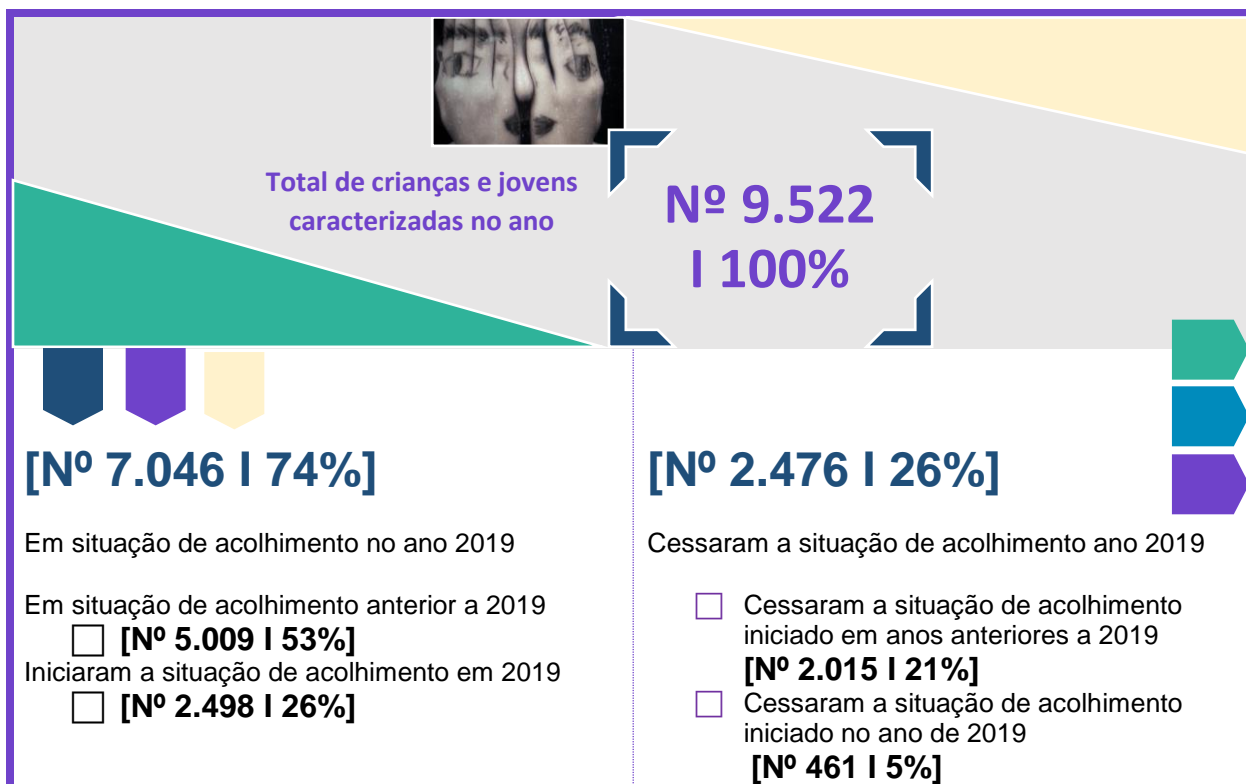 Total de crianças e jovens
caracterizadas no ano
Nº 9.522
I 100%
[Nº 7.046 I 74%]
Em situação de acolhimento no ano 2019
Em situação de acolhimento anterior a 2019
[Nº 5.009 I 53%]
Iniciaram a situação de acolhimento em 2019
[Nº 2.498 I 26%]
[Nº 2.476 I 26%]
Cessaram a situação de acolhimento ano 2019
Cessaram a situação de acolhimento
iniciado em anos anteriores a 2019
[Nº 2.015 I 21%]
Cessaram a situação de acolhimento
iniciado no ano de 2019
[Nº 461 I 5%]